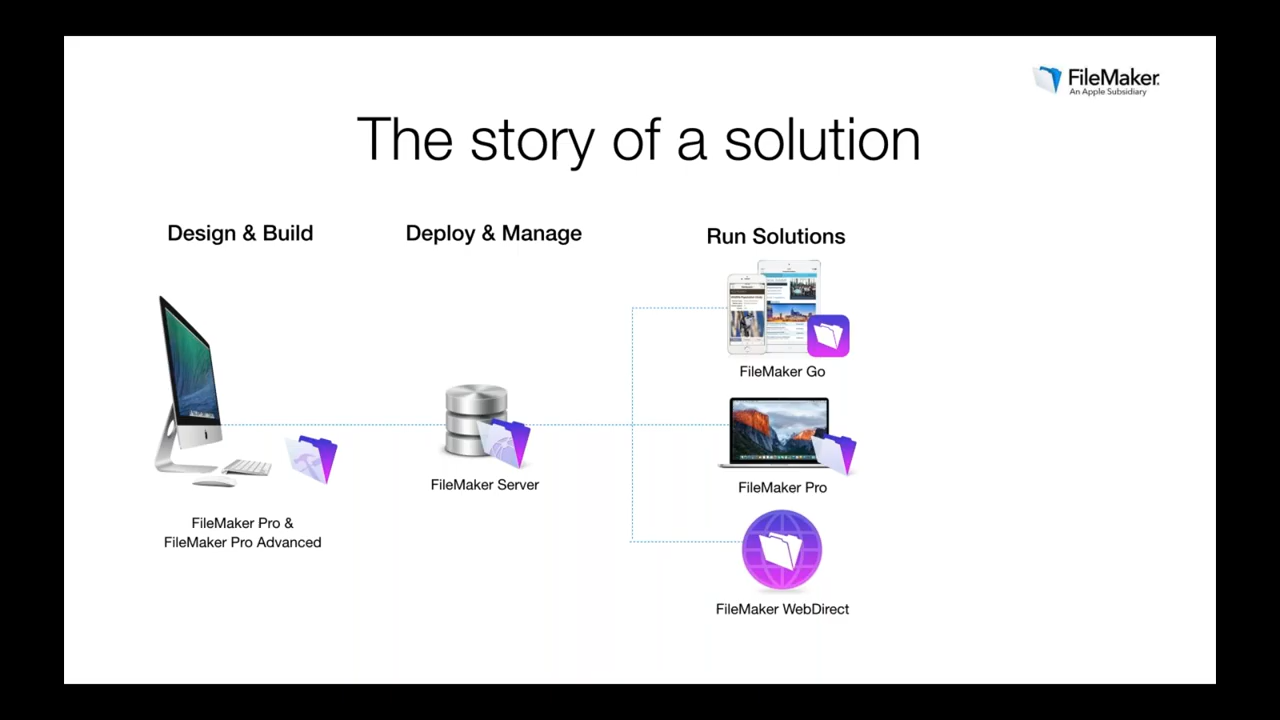 FileMaker
An Apple Subsidiary
The story of a solution
Design & Build
Deploy & Manage
Run Solutions
FileMaker Go
FileMaker Server
FileMaker Pro
FileMaker Pro &
FileMaker Pro Advanced
FileMaker WebDirect